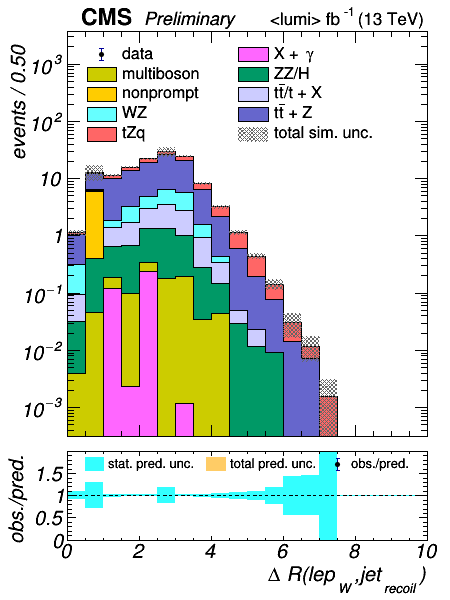 CMS Preliminary <lumi> fb⁻¹ (13 TeV)
events / 0.50
data
multiboson
nonprompt
WZ
tZq
X + γ
ZZ/H
tt̄/t + X
tt̄ + Z
total sim. unc.
10³
10²
10
1
10⁻¹
10⁻²
10⁻³
obs./pred.
stat. pred. unc. total pred. unc. obs./pred.
1.5
1
0.5
0
0 2 4 6 8 10
Δ R(lep_W,jet_recoil)